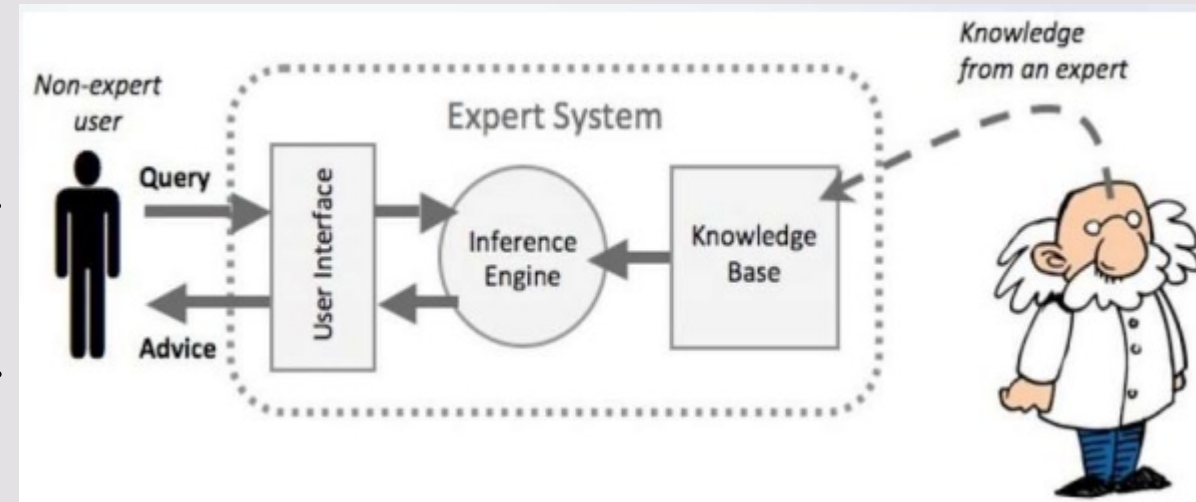 Knowledge
from an expert
Non-expert
user
Expert System
Query
User Interface
Inference
Engine
Knowledge
Base
Advice